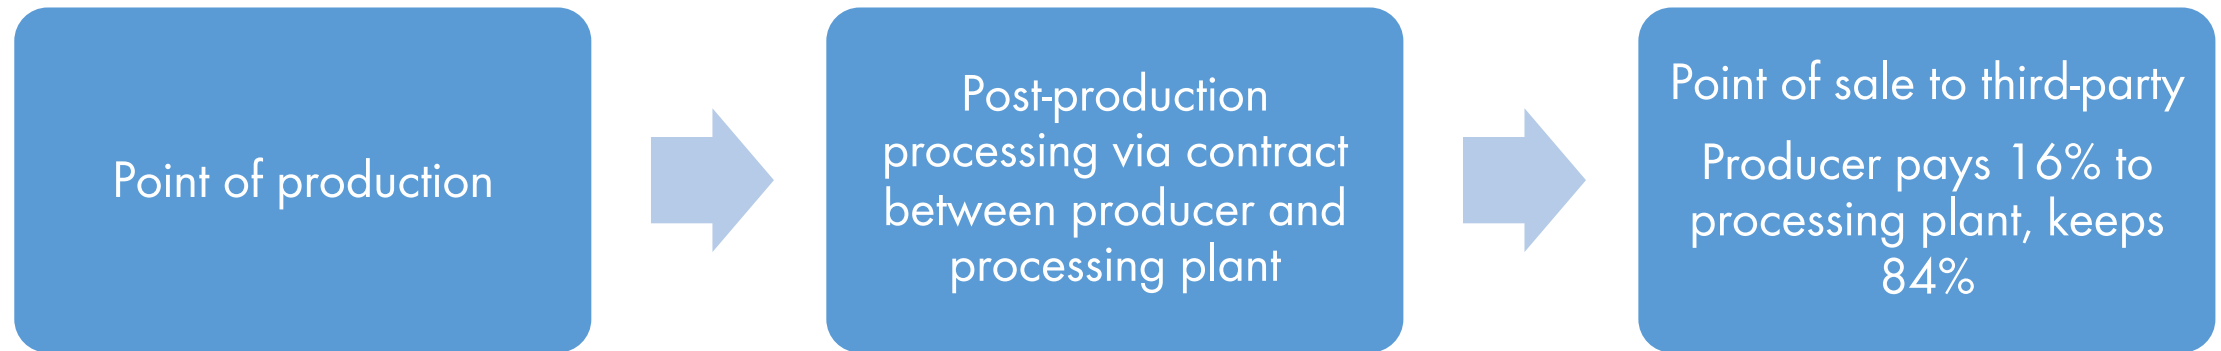 Point of production
Post-production
processing via contract
between producer and
processing plant
Point of sale to third-party
Producer pays 16% to
processing plant, keeps
84%